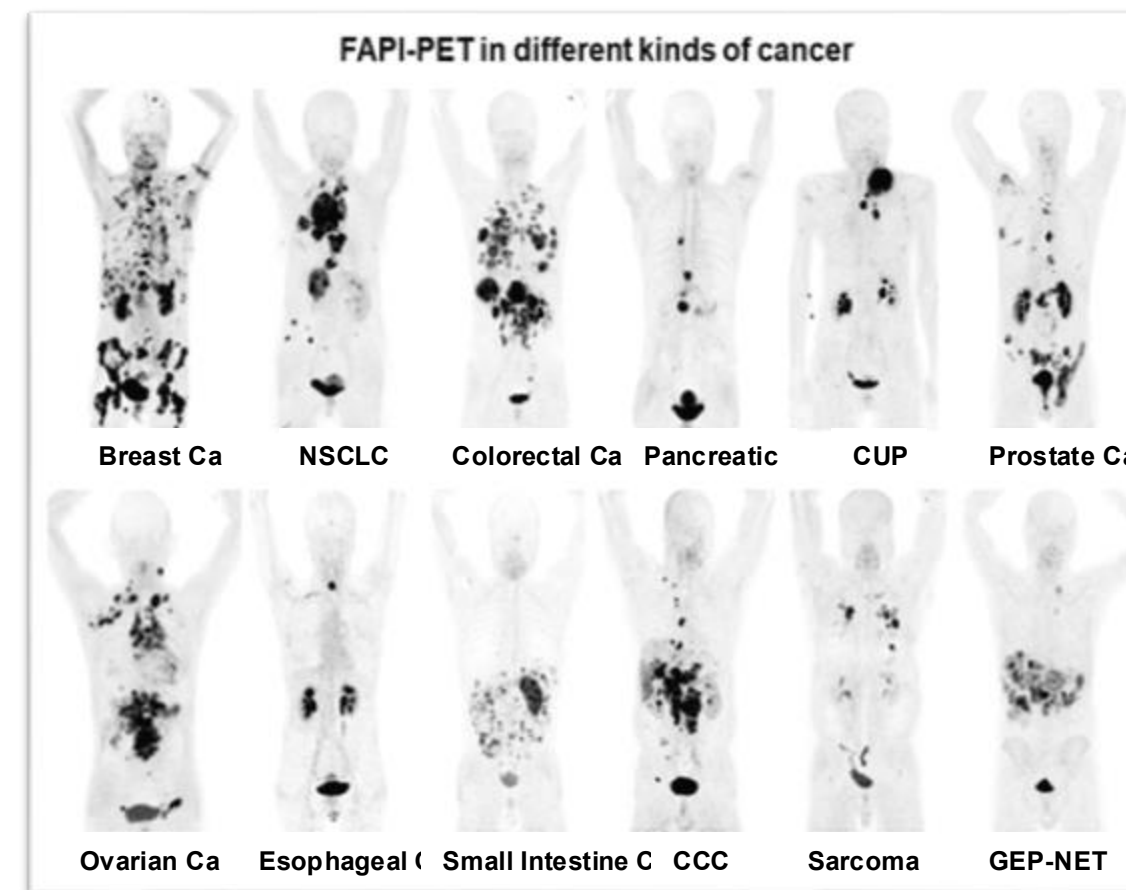 FAPI-PET in different kinds of cancer
Breast Ca NSCLC Colorectal Ca Pancreatic CUP Prostate Ca
Ovarian Ca Esophageal Small Intestine C CCC Sarcoma GEP-NET